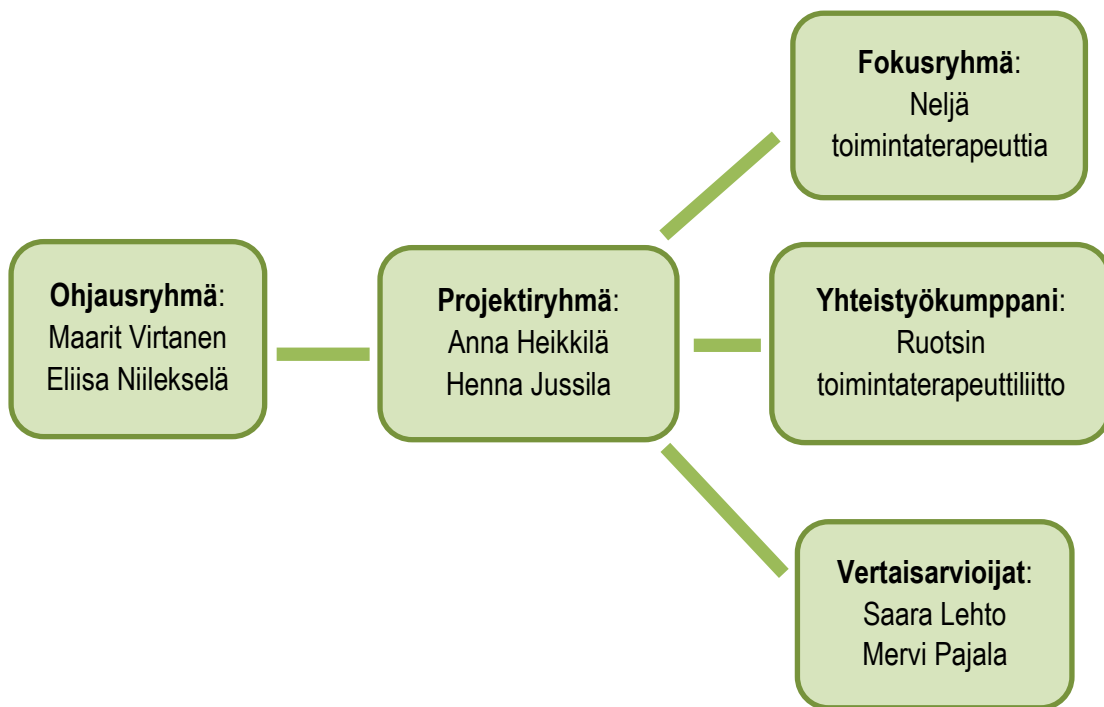 Ohjausryhmä:
Maarit Virtanen
Eliisa Niilekselä
Projektiryhmä:
Anna Heikkilä
Henna Jussila
Fokusryhmä:
Neljä
toimintaterapeuttia
Yhteistyökumppani:
Ruotsin
toimintaterapeuttiliitto
Vertaisarvioijat:
Saara Lehto
Mervi Pajala